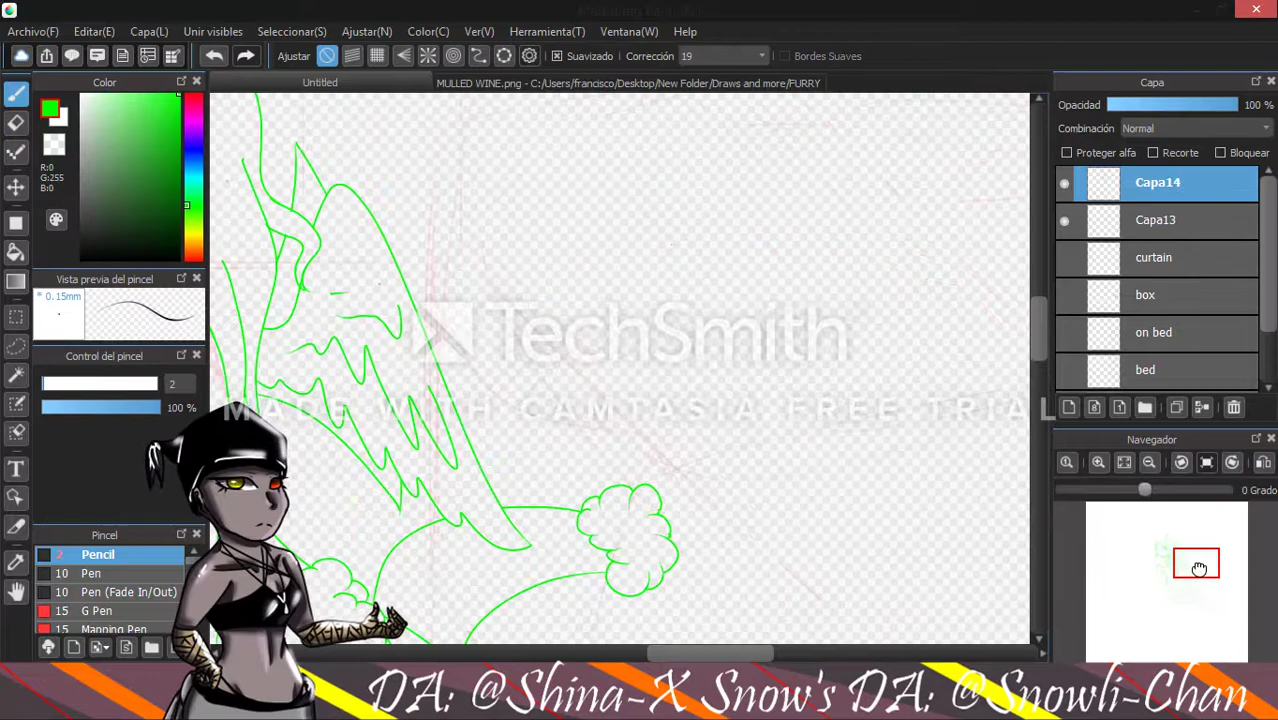 Archivo(F) Editar(E) Capa(L) Unir visibles Seleccionar(S) Ajustar(N) Color(C) Ver(V) Herramienta(T) Ventana(W) Help
Ajustar Suavizado Corrección 19 Bordes Suaves
Color
Untitled
MULLED WINE.png - C:/Users/francisco/Desktop/New Folder/Draws and more/FURRY
Capa
Opacidad 100 %
Combinación Normal
Proteger alfa Recorte Bloquear
R:0
G:255
B:0
Capa14
Capa13
curtain
box
on bed
bed
Vista previa del pincel
* 0.15mm
Control del pincel
2
100 %
TechSmith
MADE WITH CAM A FREE TRIAL
Navegador
0 Grado
Pincel
2 Pencil
10 Pen
10 Pen (Fade In/Out)
15 G Pen
15 Mapping Pen
DA: @Shina-X Snow's DA: @Snowli-Chan